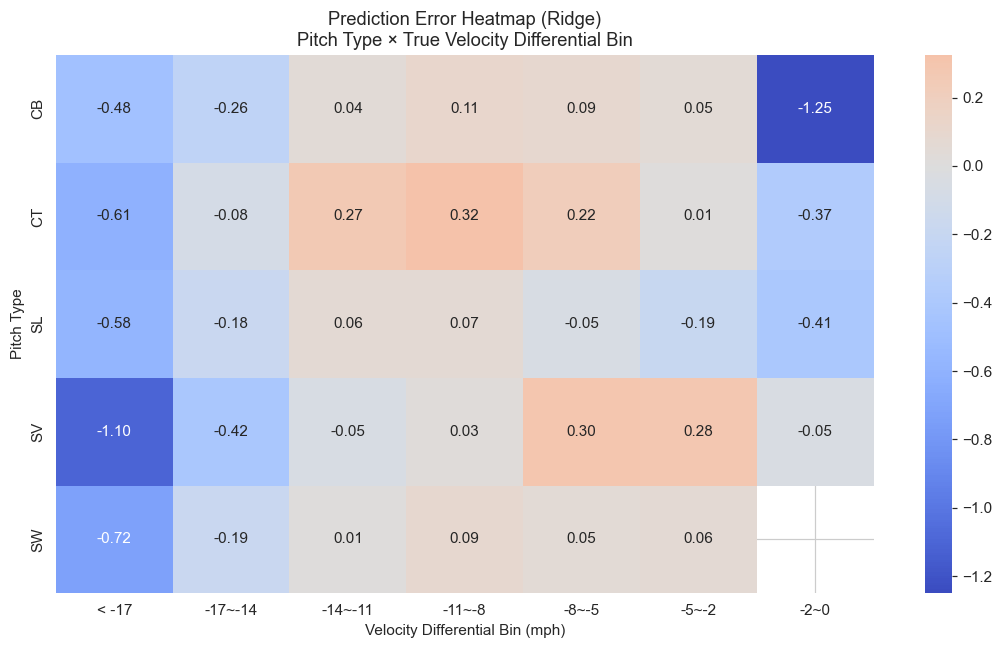 Prediction Error Heatmap (Ridge)
Pitch Type × True Velocity Differential Bin
CB -0.48 -0.26 0.04 0.11 0.09 0.05 -1.25
CT -0.61 -0.08 0.27 0.32 0.22 0.01 -0.37
SL -0.58 -0.18 0.06 0.07 -0.05 -0.19 -0.41
SV -1.10 -0.42 -0.05 0.03 0.30 0.28 -0.05
SW -0.72 -0.19 0.01 0.09 0.05 0.06
Pitch Type
< -17 -17~-14 -14~-11 -11~-8 -8~-5 -5~-2 -2~0
Velocity Differential Bin (mph)
0.2
0.0
−0.2
−0.4
−0.6
−0.8
−1.0
−1.2